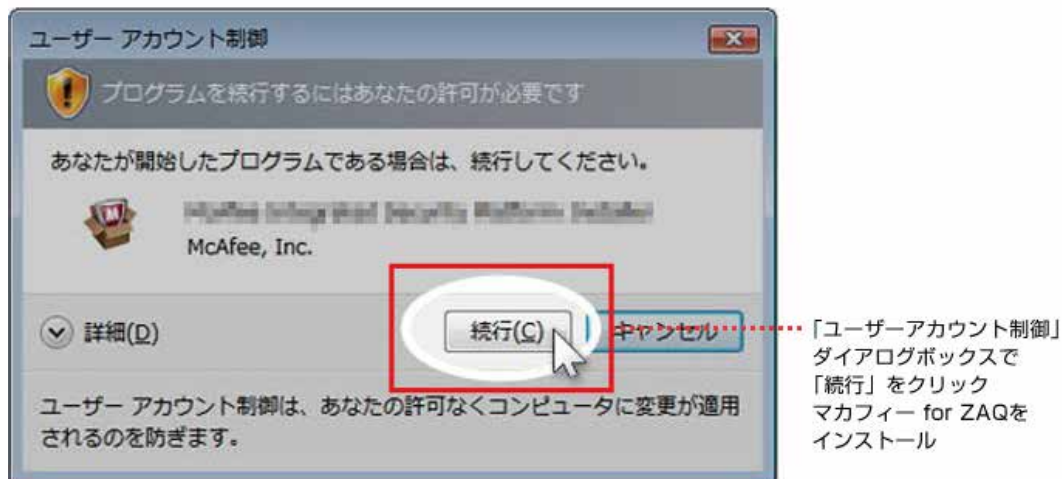 ユーザー アカウント制御
プログラムを続行するにはあなたの許可が必要です
あなたが開始したプログラムである場合は、続行してください。
McAfee, Inc.
詳細(D)
続行(C)
キャンセル
「ユーザーアカウント制御」
ダイアログボックスで
「続行」をクリック
マカフィー for ZAQを
インストール
ユーザー アカウント制御は、あなたの許可なくコンピュータに変更が適用
されるのを防ぎます。